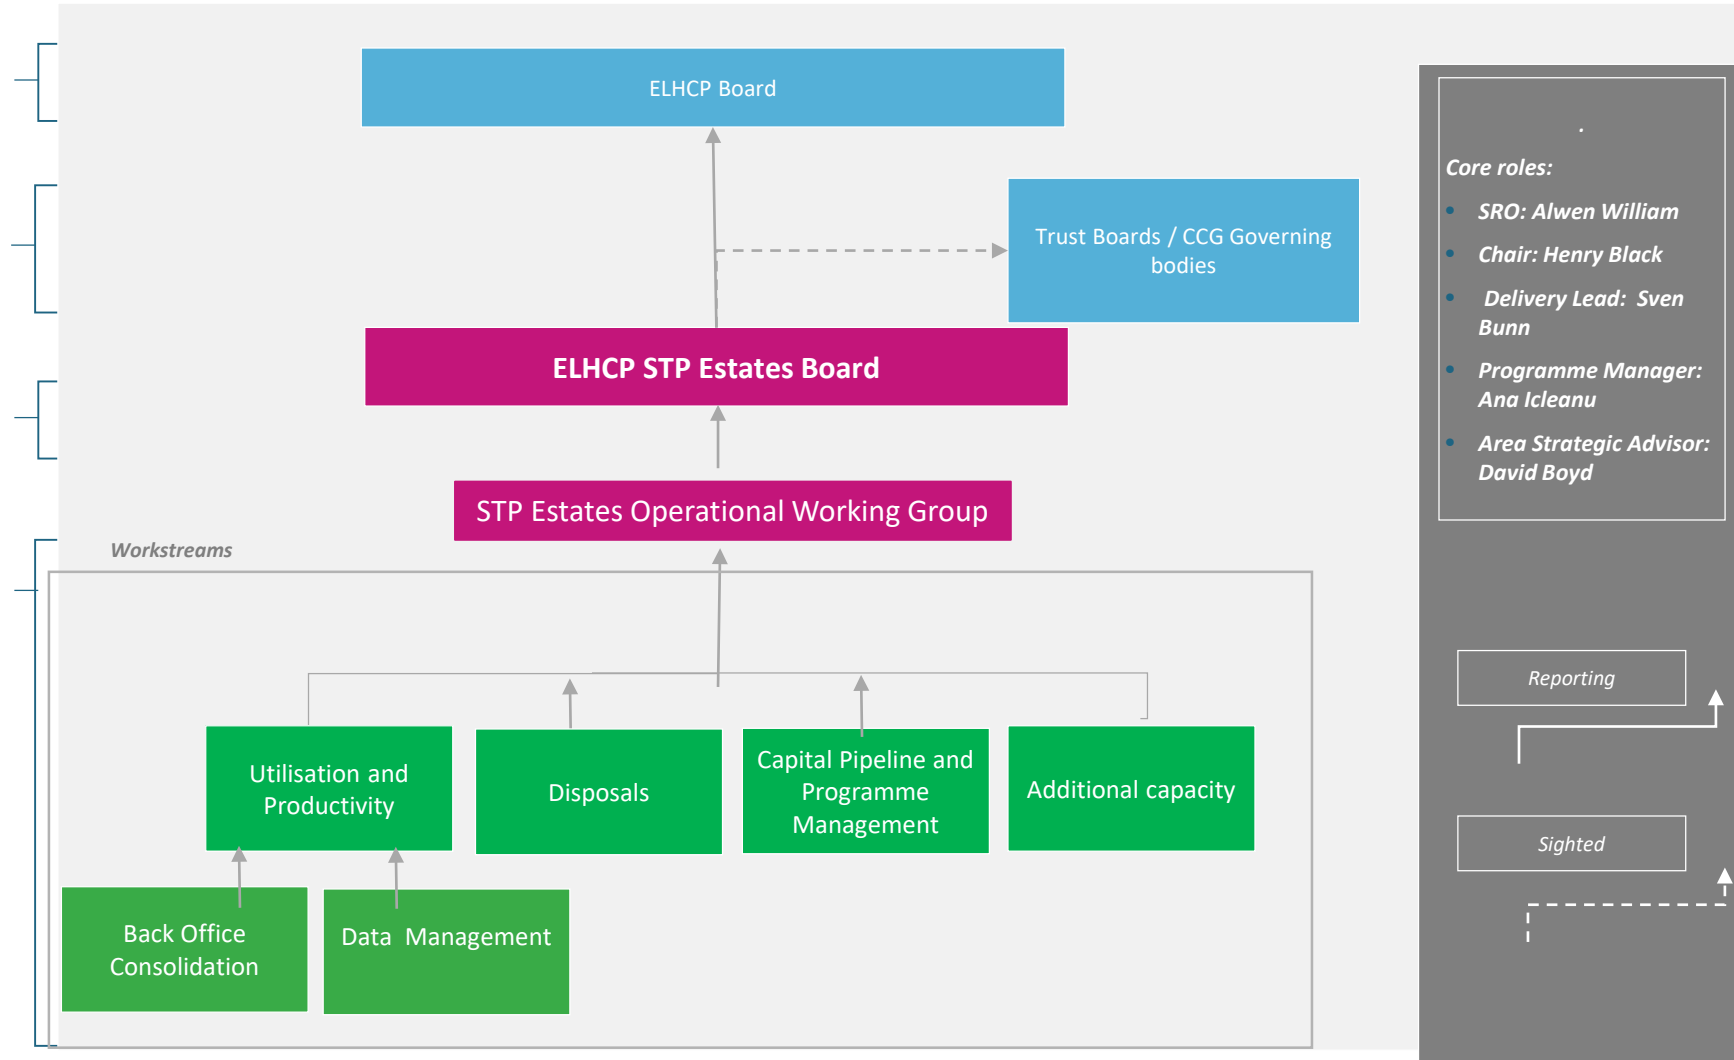 ELHCP Board
Trust Boards / CCG Governing
bodies
ELHCP STP Estates Board
STP Estates Operational Working Group
Workstreams
Utilisation and
Productivity
Disposals
Capital Pipeline and
Programme
Management
Additional capacity
Back Office
Consolidation
Data Management
.
Core roles:
• SRO: Alwen William
• Chair: Henry Black
• Delivery Lead: Sven
Bunn
• Programme Manager:
Ana Icleanu
• Area Strategic Advisor:
David Boyd
Reporting
Sighted